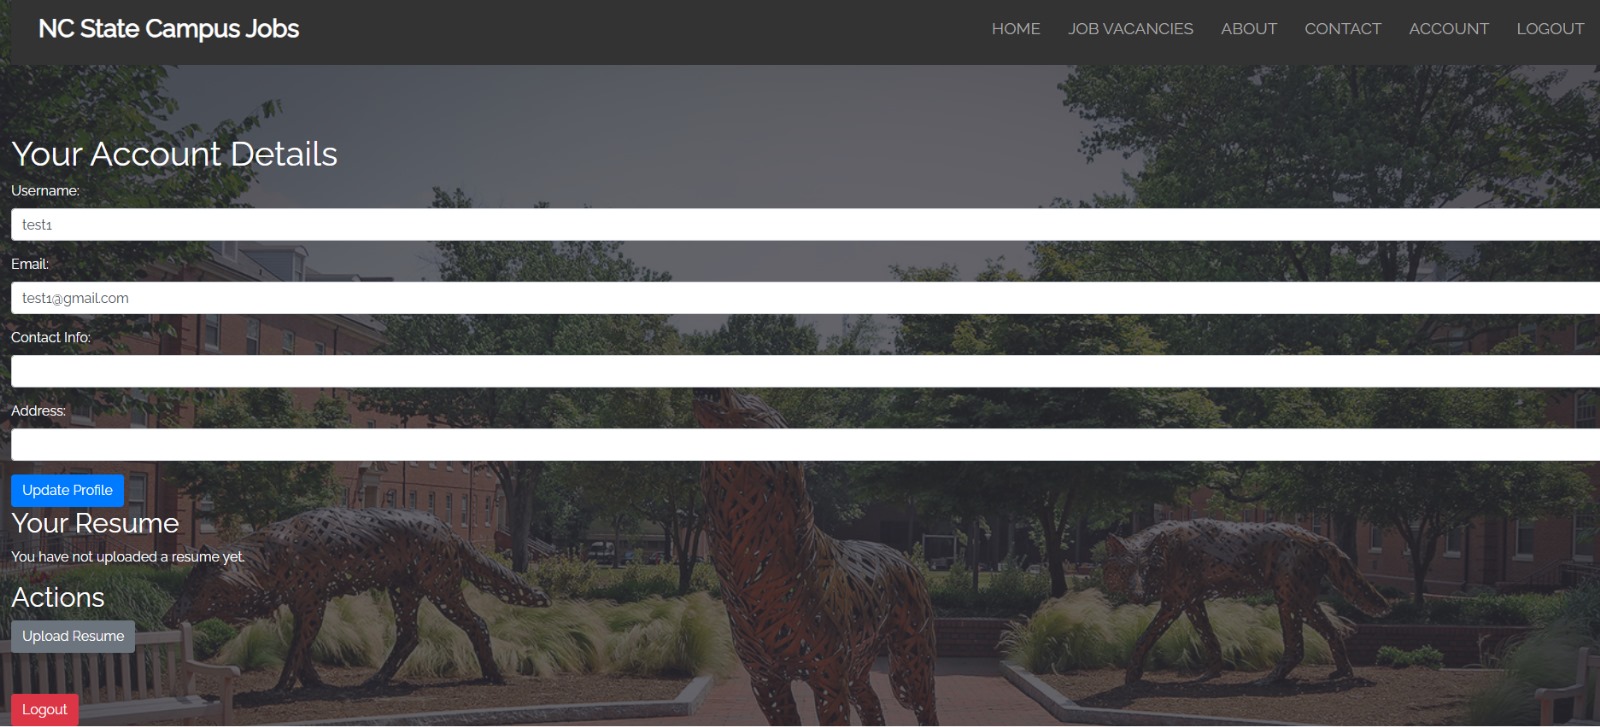 NC State Campus Jobs
HOME JOB VACANCIES ABOUT CONTACT ACCOUNT LOGOUT
Your Account Details
Username:
test1
Email:
test1@gmail.com
Contact Info:
Address:
Update Profile
Your Resume
You have not uploaded a resume yet.
Actions
Upload Resume
Logout